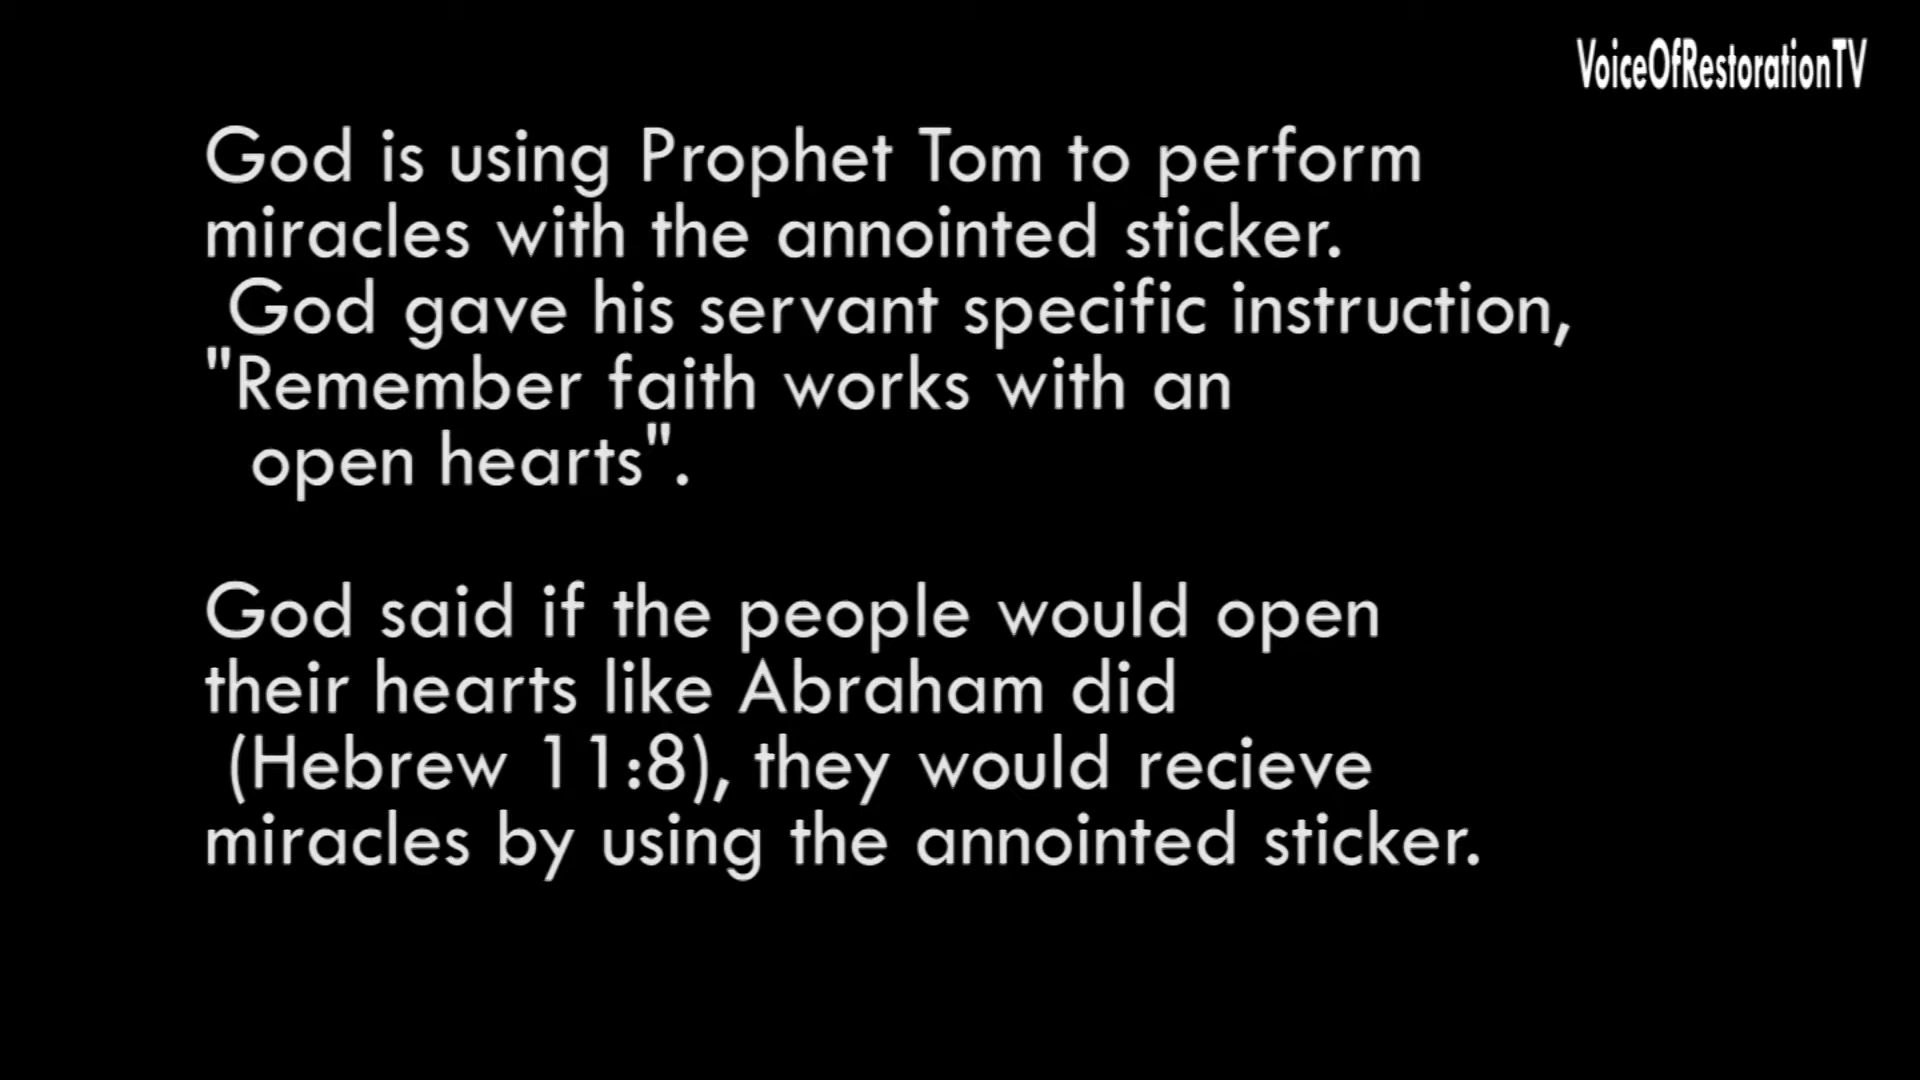 VoiceOfRestorationTV
God is using Prophet Tom to perform
miracles with the annointed sticker.
God gave his servant specific instruction,
"Remember faith works with an
open hearts".
God said if the people would open
their hearts like Abraham did
(Hebrew 11:8), they would recieve
miracles by using the annointed sticker.